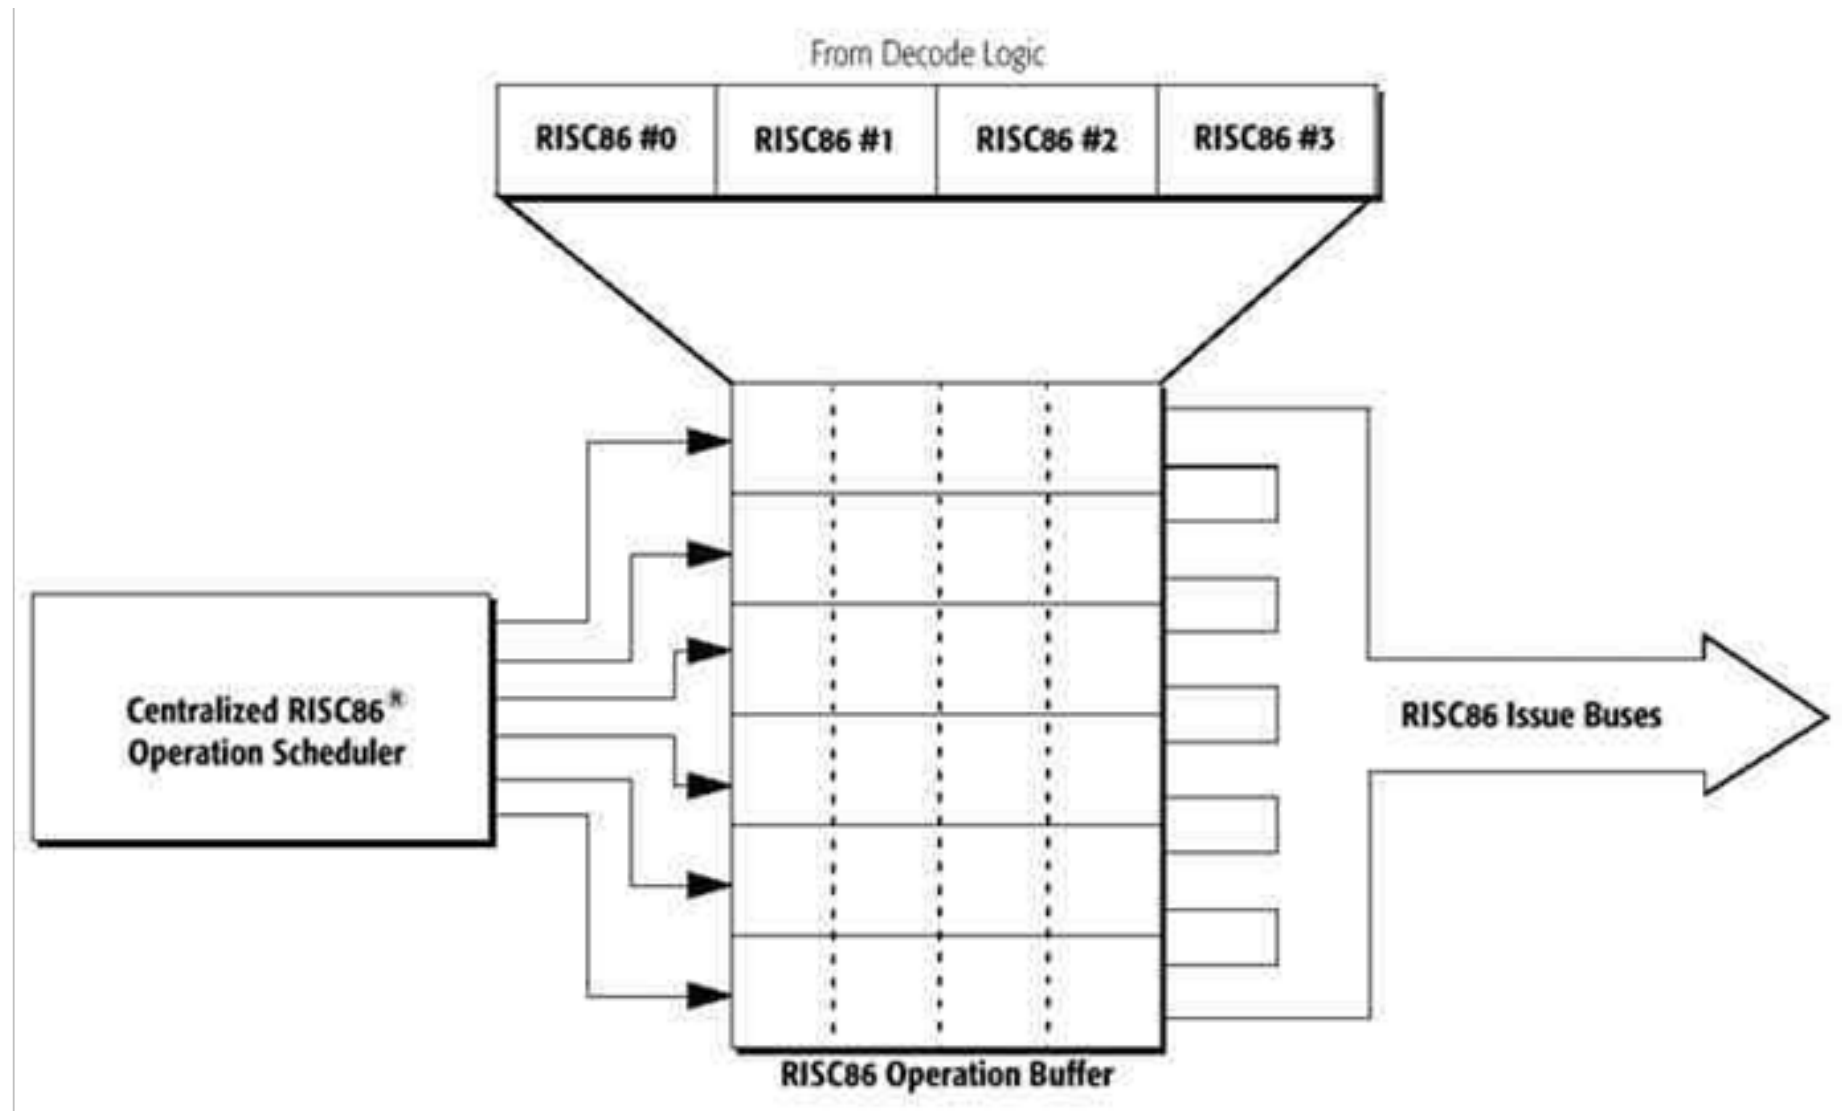 From Decode Logic
RISC86 #0
RISC86 #1
RISC86 #2
RISC86 #3
Centralized RISC86®
Operation Scheduler
RISC86 Issue Buses
RISC86 Operation Buffer